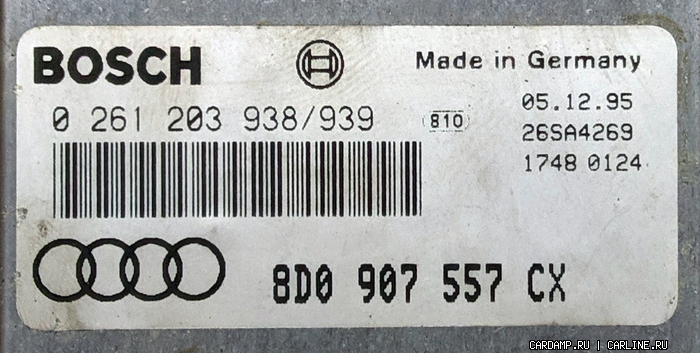 BOSCH
Made in Germany
0 261 203 938/939
810
05.12.95
26SA4269
1748 0124
8D0 907 557 CX
CARDAMP.RU | CARLINE.RU